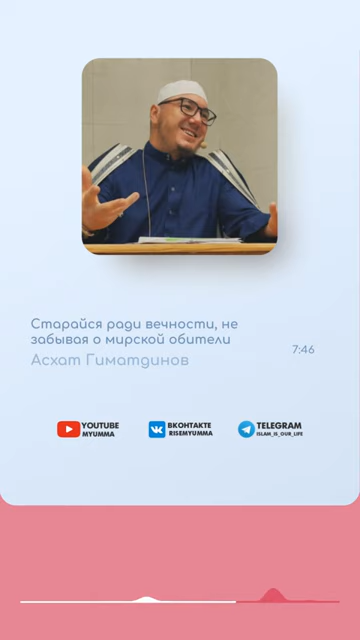 Старайся ради вечности, не
забывая о мирской обители
Асхат Гиматдинов
7:46
YOUTUBE
MYUMMA
ВКОНТАКТЕ
RISEMYUMMA
TELEGRAM
ISLAM_IS_OUR_LIFE